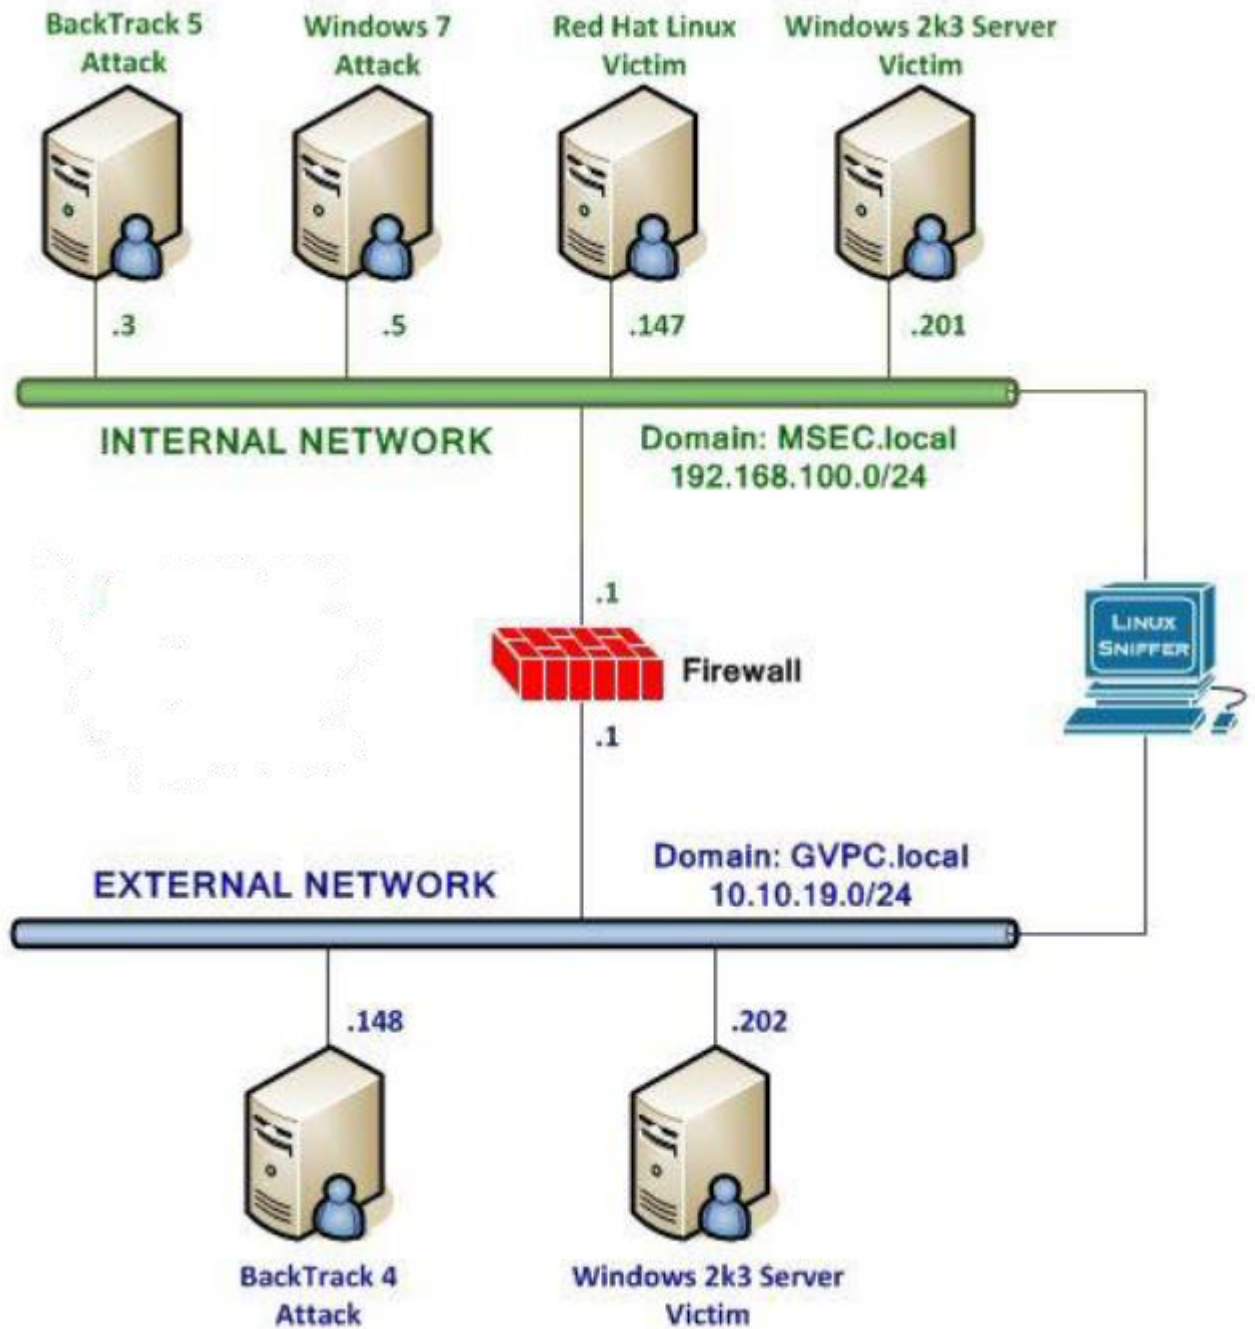 BackTrack 5
Attack
Windows 7
Attack
Red Hat Linux
Victim
Windows 2k3 Server
Victim
.3
.5
.147
.201
INTERNAL NETWORK
Domain: MSEC.local
192.168.100.0/24
.1
Firewall
.1
LINUX
SNIFFER
EXTERNAL NETWORK
Domain: GVPC.local
10.10.19.0/24
.148
.202
BackTrack 4
Attack
Windows 2k3 Server
Victim